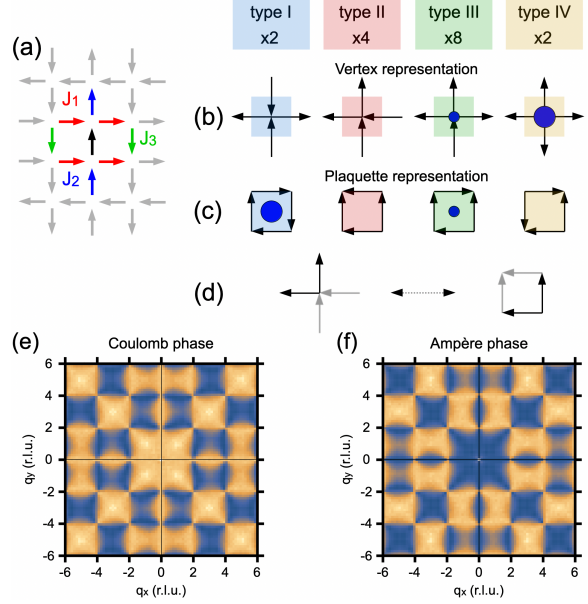 type I
x2
type II
x4
type III
x8
type IV
x2
(a)
J1
J3
J2
Vertex representation
(b)
Plaquette representation
(c)
(d)
(e)
Coulomb phase
6
4
2
0
-2
-4
-6
qy (r.l.u.)
-6 -4 -2 0 2 4 6
qx (r.l.u.)
(f)
Ampère phase
6
4
2
0
-2
-4
-6
qy (r.l.u.)
-6 -4 -2 0 2 4 6
qx (r.l.u.)